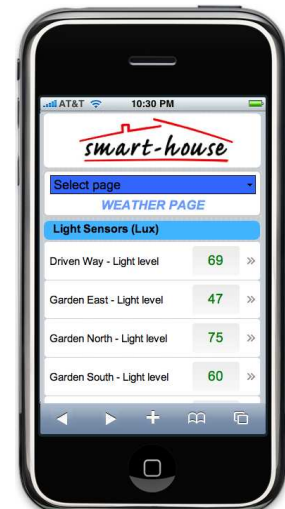 AT&T 10:30 PM
smart-house
Select page
WEATHER PAGE
Light Sensors (Lux)
Driven Way - Light level 69 »
Garden East - Light level 47 »
Garden North - Light level 75 »
Garden South - Light level 60 »